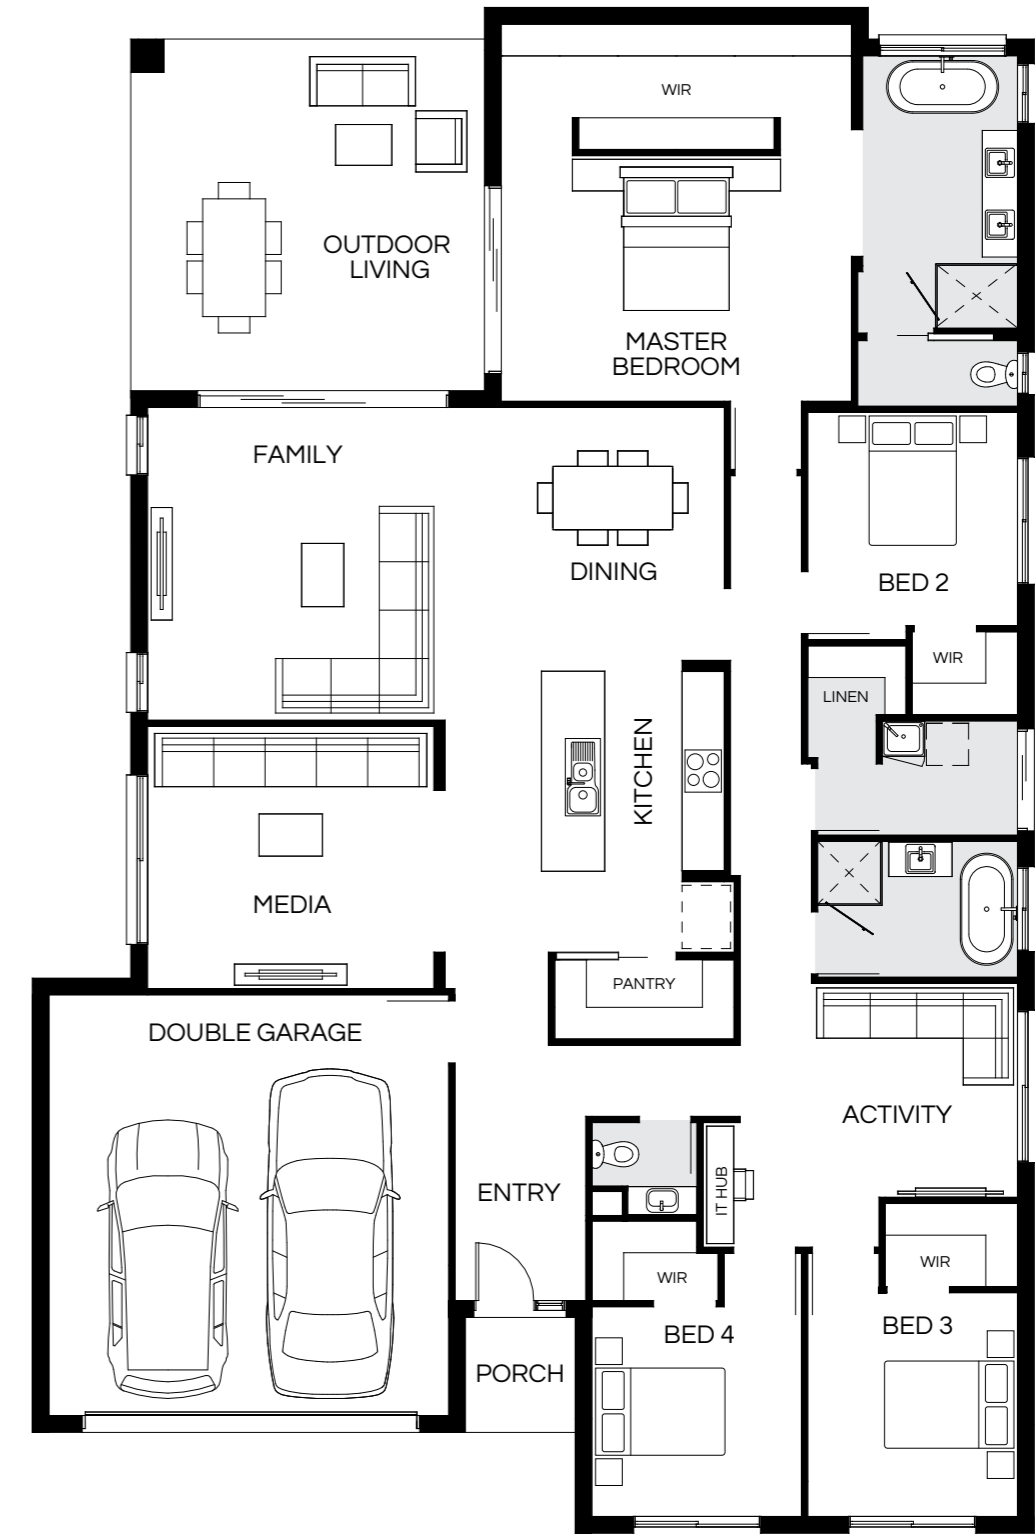 WIR
OUTDOOR
LIVING
MASTER
BEDROOM
FAMILY
DINING
BED 2
WIR
LINEN
KITCHEN
MEDIA
PANTRY
DOUBLE GARAGE
ACTIVITY
ENTRY
IT HUB
WIR
WIR
BED 4
BED 3
PORCH